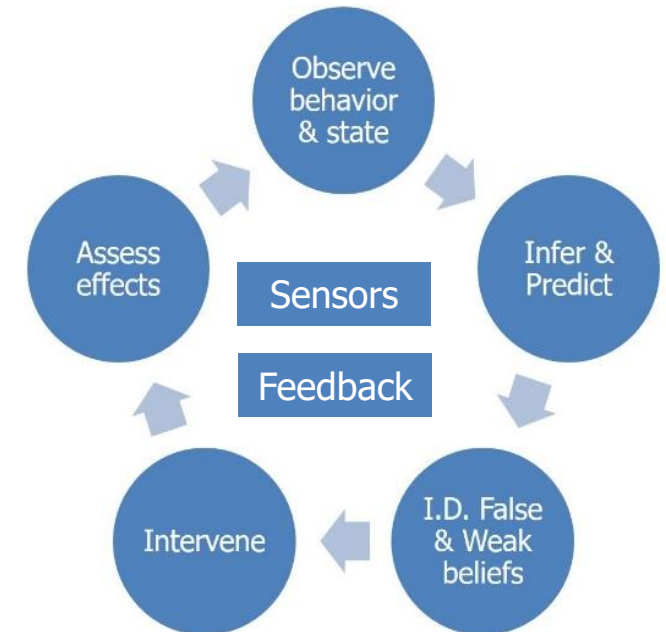 Observe
behavior
& state
Infer &
Predict
I.D. False
& Weak
beliefs
Intervene
Assess
effects
Sensors
Feedback